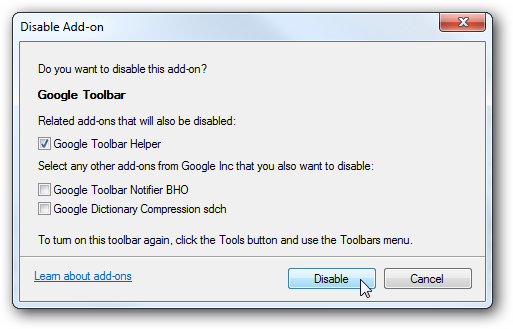 Disable Add-on
Do you want to disable this add-on?
Google Toolbar
Related add-ons that will also be disabled:
Google Toolbar Helper
Select any other add-ons from Google Inc that you also want to disable:
Google Toolbar Notifier BHO
Google Dictionary Compression sdch
To turn on this toolbar again, click the Tools button and use the Toolbars menu.
Learn about add-ons
Disable
Cancel